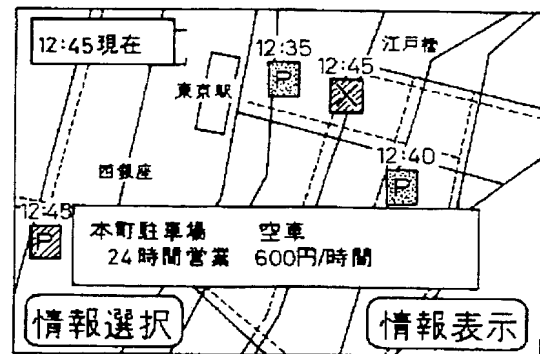 12:45現在
12:35
江戸橋
12:45
P
東京駅
12:40
西銀座
P
12:45
P
本町駐車場 空車
24時間営業 600円/時間
情報選択
情報表示